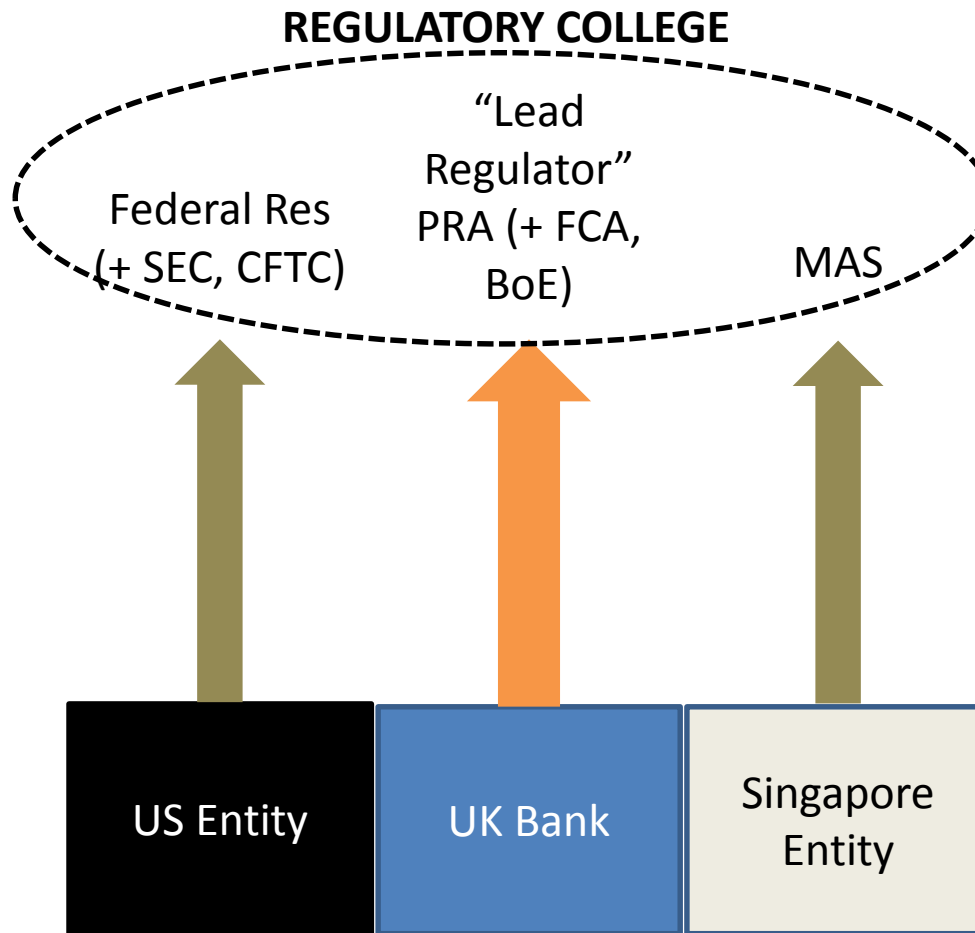 REGULATORY COLLEGE
“Lead
Regulator”
PRA (+ FCA,
BoE)
Federal Res
(+ SEC, CFTC)
MAS
US Entity
UK Bank
Singapore
Entity